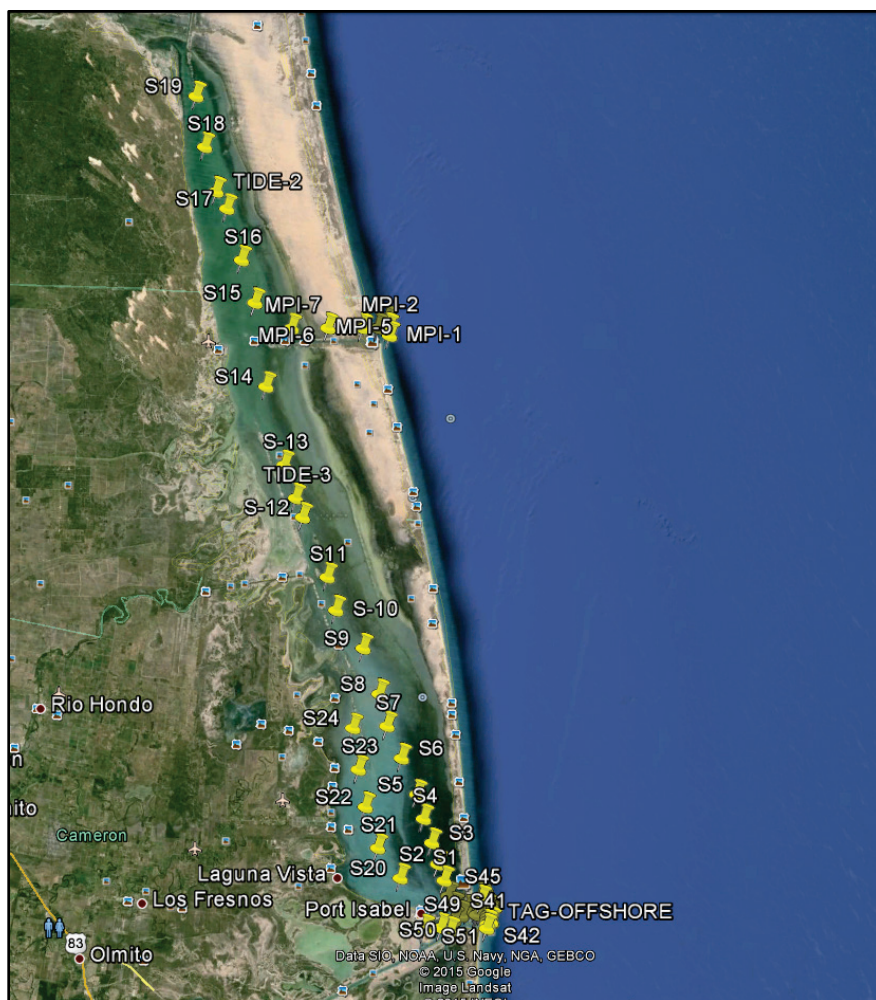 S19
S18
TIDE-2
S17
S16
S15
MPI-7
MPI-2
MPI-6
MPI-5
MPI-1
S14
S-13
TIDE-3
S-12
S11
S-10
S9
S8
S7
Rio Hondo
S24
S6
S23
S5
S4
S22
S21
S3
Cameron
S2
S1
S20
S45
Laguna Vista
Los Fresnos
S49
S41
Port Isabel
TAG-OFFSHORE
S50
S51
S42
83
Olmito
Data SIO, NOAA, U.S. Navy, NGA, GEBCO
© 2015 Google
Image Landsat